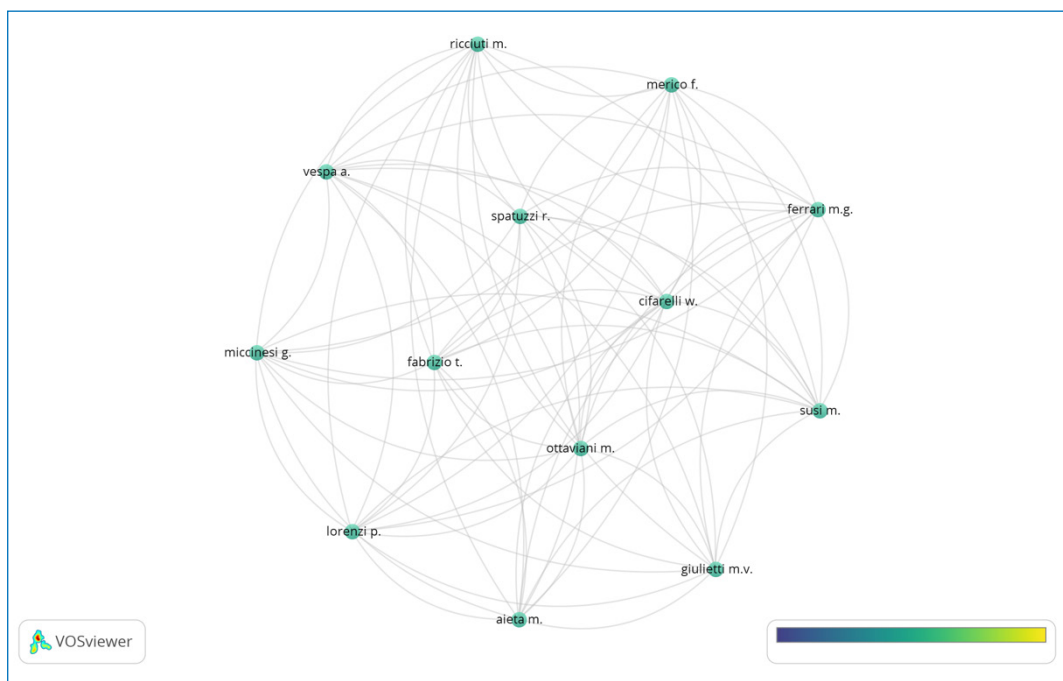 ricciuti m.
merico f.
vespa a.
ferrari m.g.
spatuzzi r.
cifarelli w.
miccinesi g.
fabrizio t.
susi m.
ottaviani m.
lorenzi p.
giulietti m.v.
aieta m.
VOSviewer